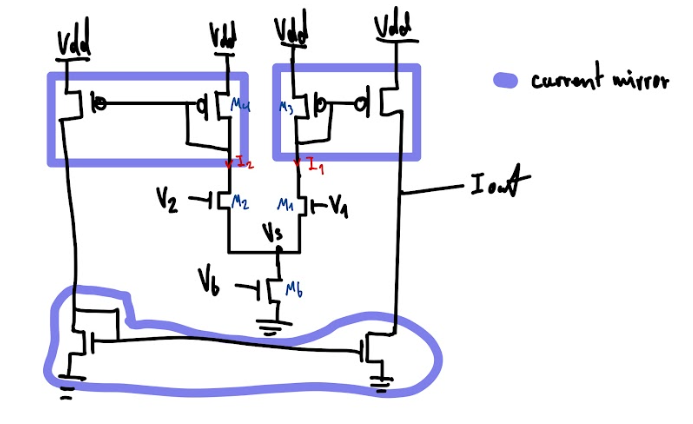 Vdd
Vdd
Vdd
Vdd
current mirror
M4
M3
I2
I1
Iout
V2
M2
M1
V1
Vs
Vb
Mb